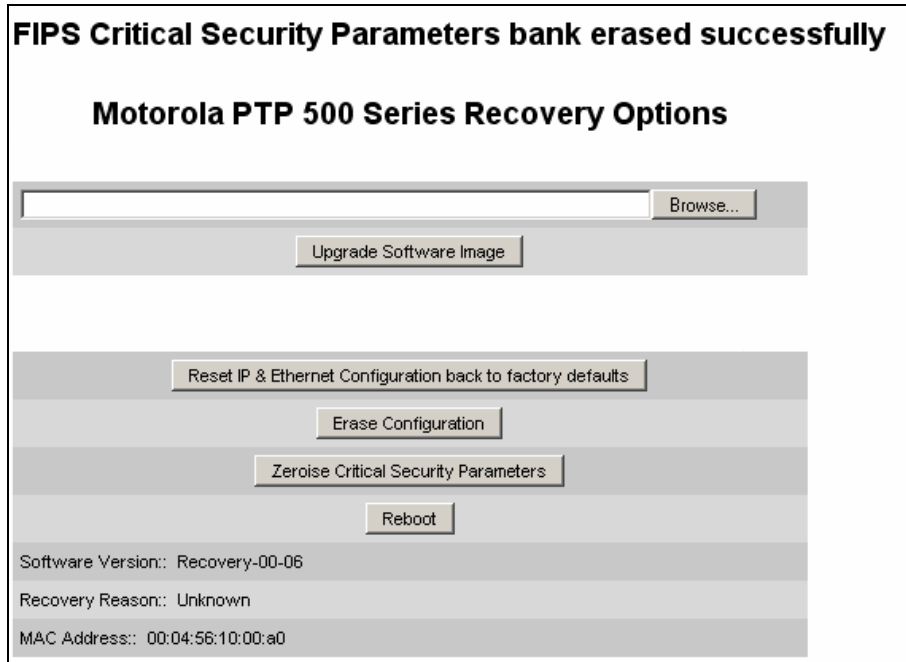 FIPS Critical Security Parameters bank erased successfully
Motorola PTP 500 Series Recovery Options
Browse...
Upgrade Software Image
Reset IP & Ethernet Configuration back to factory defaults
Erase Configuration
Zeroise Critical Security Parameters
Reboot
Software Version:: Recovery-00-06
Recovery Reason:: Unknown
MAC Address:: 00:04:56:10:00:a0